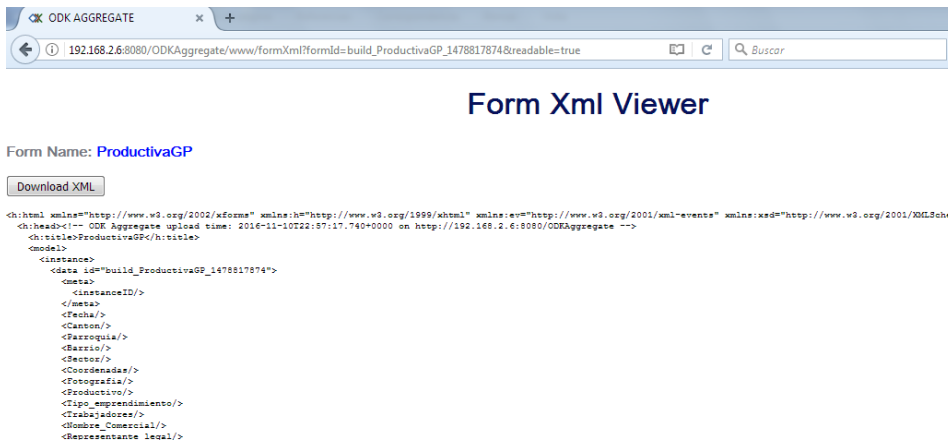 ODK AGGREGATE × +
192.168.2.6:8080/ODKAggregate/www/formXml?formId=build_ProductivaGP_1478817874&readable=true Buscar
Form Xml Viewer
Form Name: ProductivaGP
Download XML
<h:html xmlns="http://www.w3.org/2002/xforms" xmlns:h="http://www.w3.org/1999/xhtml" xmlns:ev="http://www.w3.org/2001/xml-events" xmlns:xsd="http://www.w3.org/2001/XMLSche
<h:head><!-- ODK Aggregate upload time: 2016-11-10T22:57:17.740+0000 on http://192.168.2.6:8080/ODKAggregate -->
<h:title>ProductivaGP</h:title>
<model>
<instance>
<data id="build_ProductivaGP_1478817874">
<meta>
<instanceID/>
</meta>
<Fecha/>
<Canton/>
<Parroquia/>
<Barrio/>
<Sector/>
<Coordenadas/>
<Fotografia/>
<Productivo/>
<Tipo_emprendimiento/>
<Trabajadores/>
<Nombre_Comercial/>
<Representante_legal/>